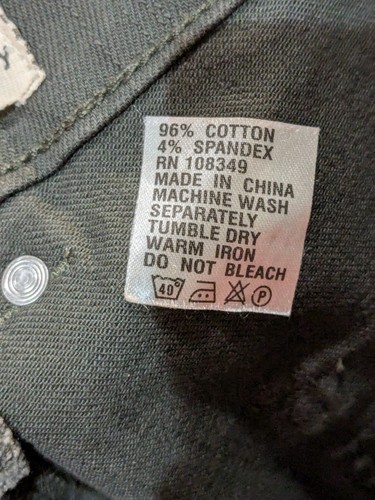 Y
96% COTTON
4% SPANDEX
RN 108349
MADE IN CHINA
MACHINE WASH
SEPARATELY
TUMBLE DRY
WARM IRON
DO NOT BLEACH
40° P